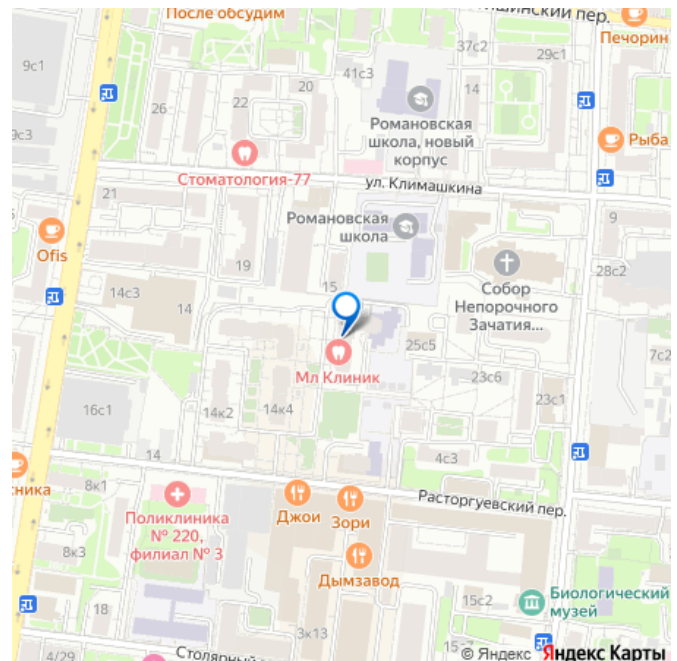 После обсудим
шинский пер.
Печорин
37с2
29с1
9с1
41с3
20
14
22
26
Романовская
школа, новый
корпус
9с3
Рыба
Стоматология-77
ул. Климашкина
21
Романовская
школа
9
Ofis
19
28с2
Собор
Непорочного
Зачатия...
15
14с3
14
25с5
7с2
Мл Клиник
23с6
23с1
16с1
14к2
14к4
14
4с3
сника
8к1
Расторгуевский пер.
Поликлиника
№ 220,
филиал № 3
Джои
Зори
8к3
Дымзавод
Биологический
музей
15с2
18
3к13
4/29
Столярный
© Яндекс Яндекс Карты